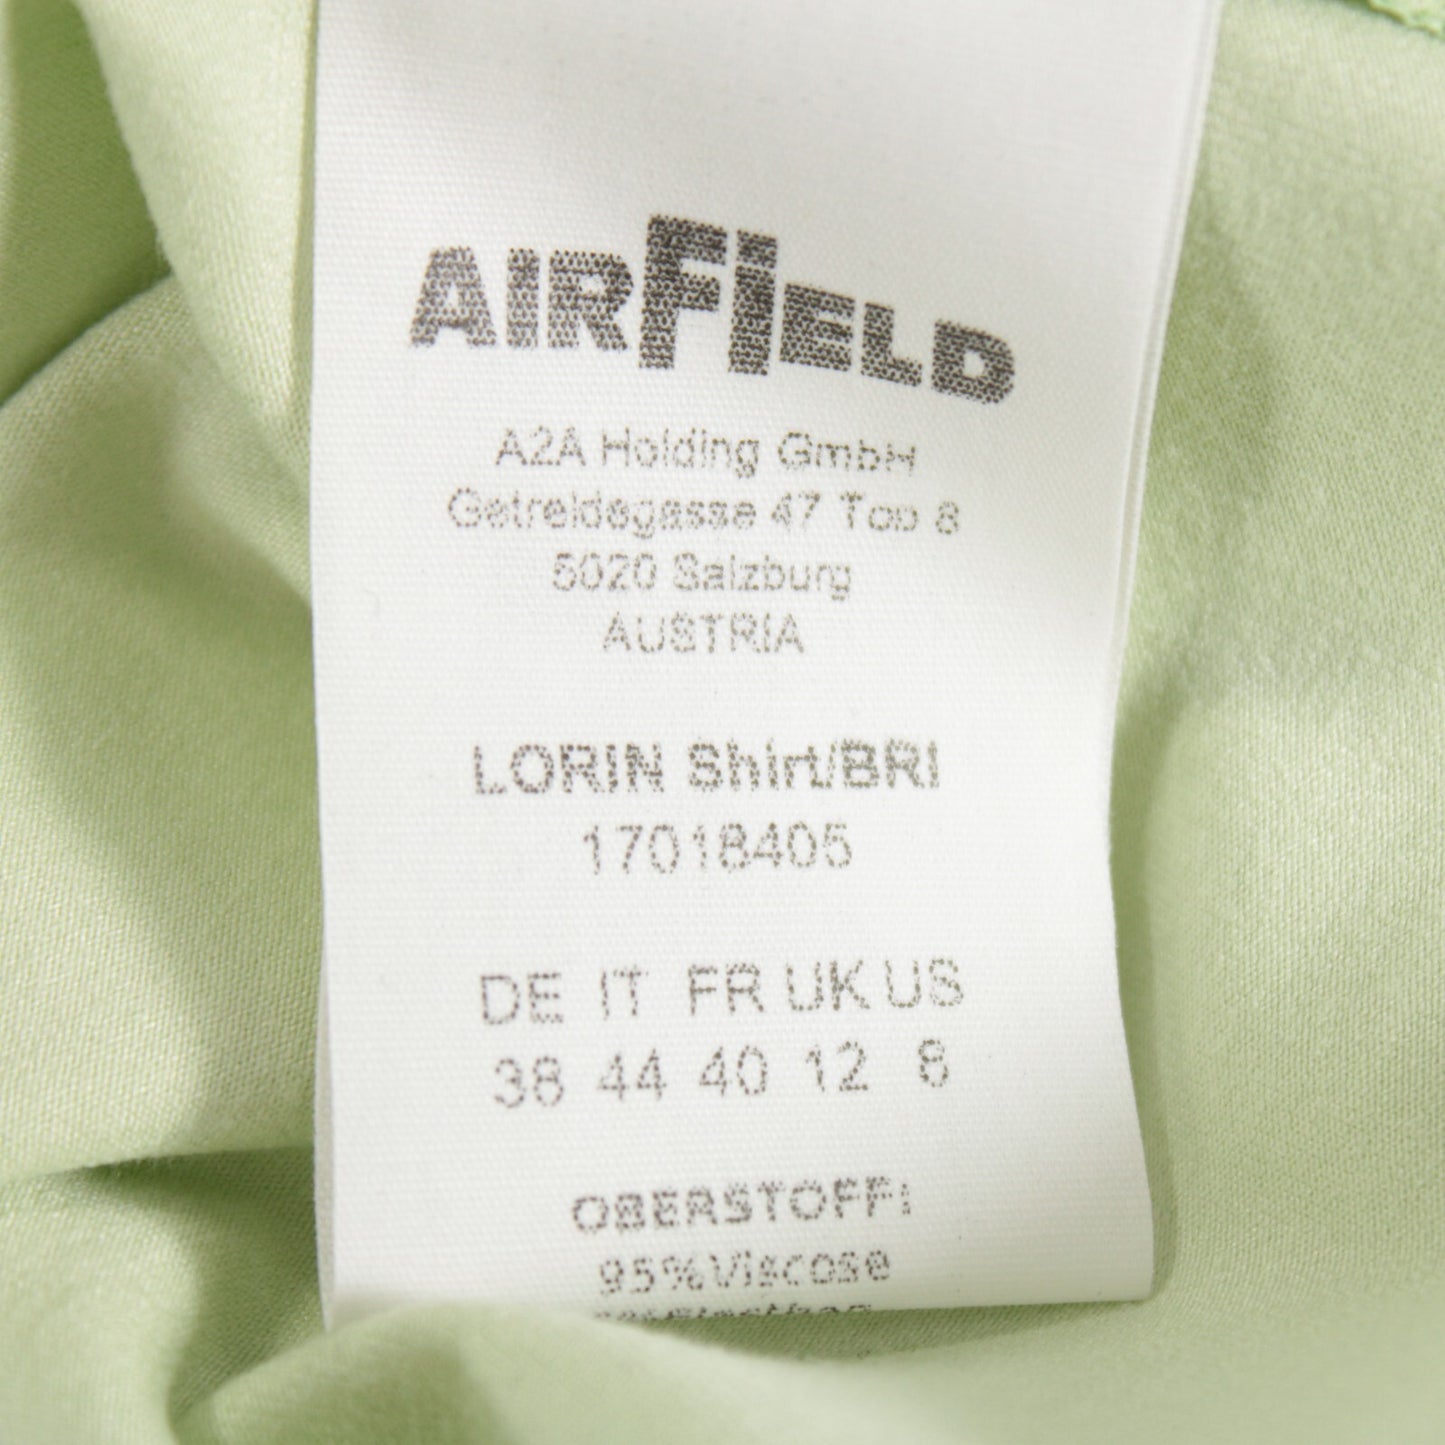 AIRFIELD
A2A Holding GmbH
Getreidegasse 47 Top 8
5020 Salzburg
AUSTRIA
LORIN Shirt/BRI
17018405
DE IT FR UK US
38 44 40 12 8
OBERSTOFF:
95%Viscose